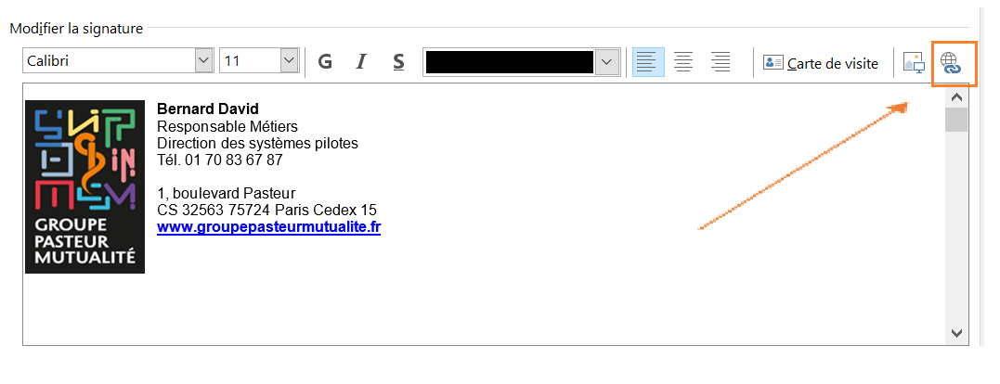 Modifier la signature
Calibri 11 G I S Carte de visite
Bernard David
Responsable Métiers
Direction des systèmes pilotes
Tél. 01 70 83 67 87
1, boulevard Pasteur
CS 32563 75724 Paris Cedex 15
www.groupepasteurmutualite.fr
GROUPE
PASTEUR
MUTUALITÉ